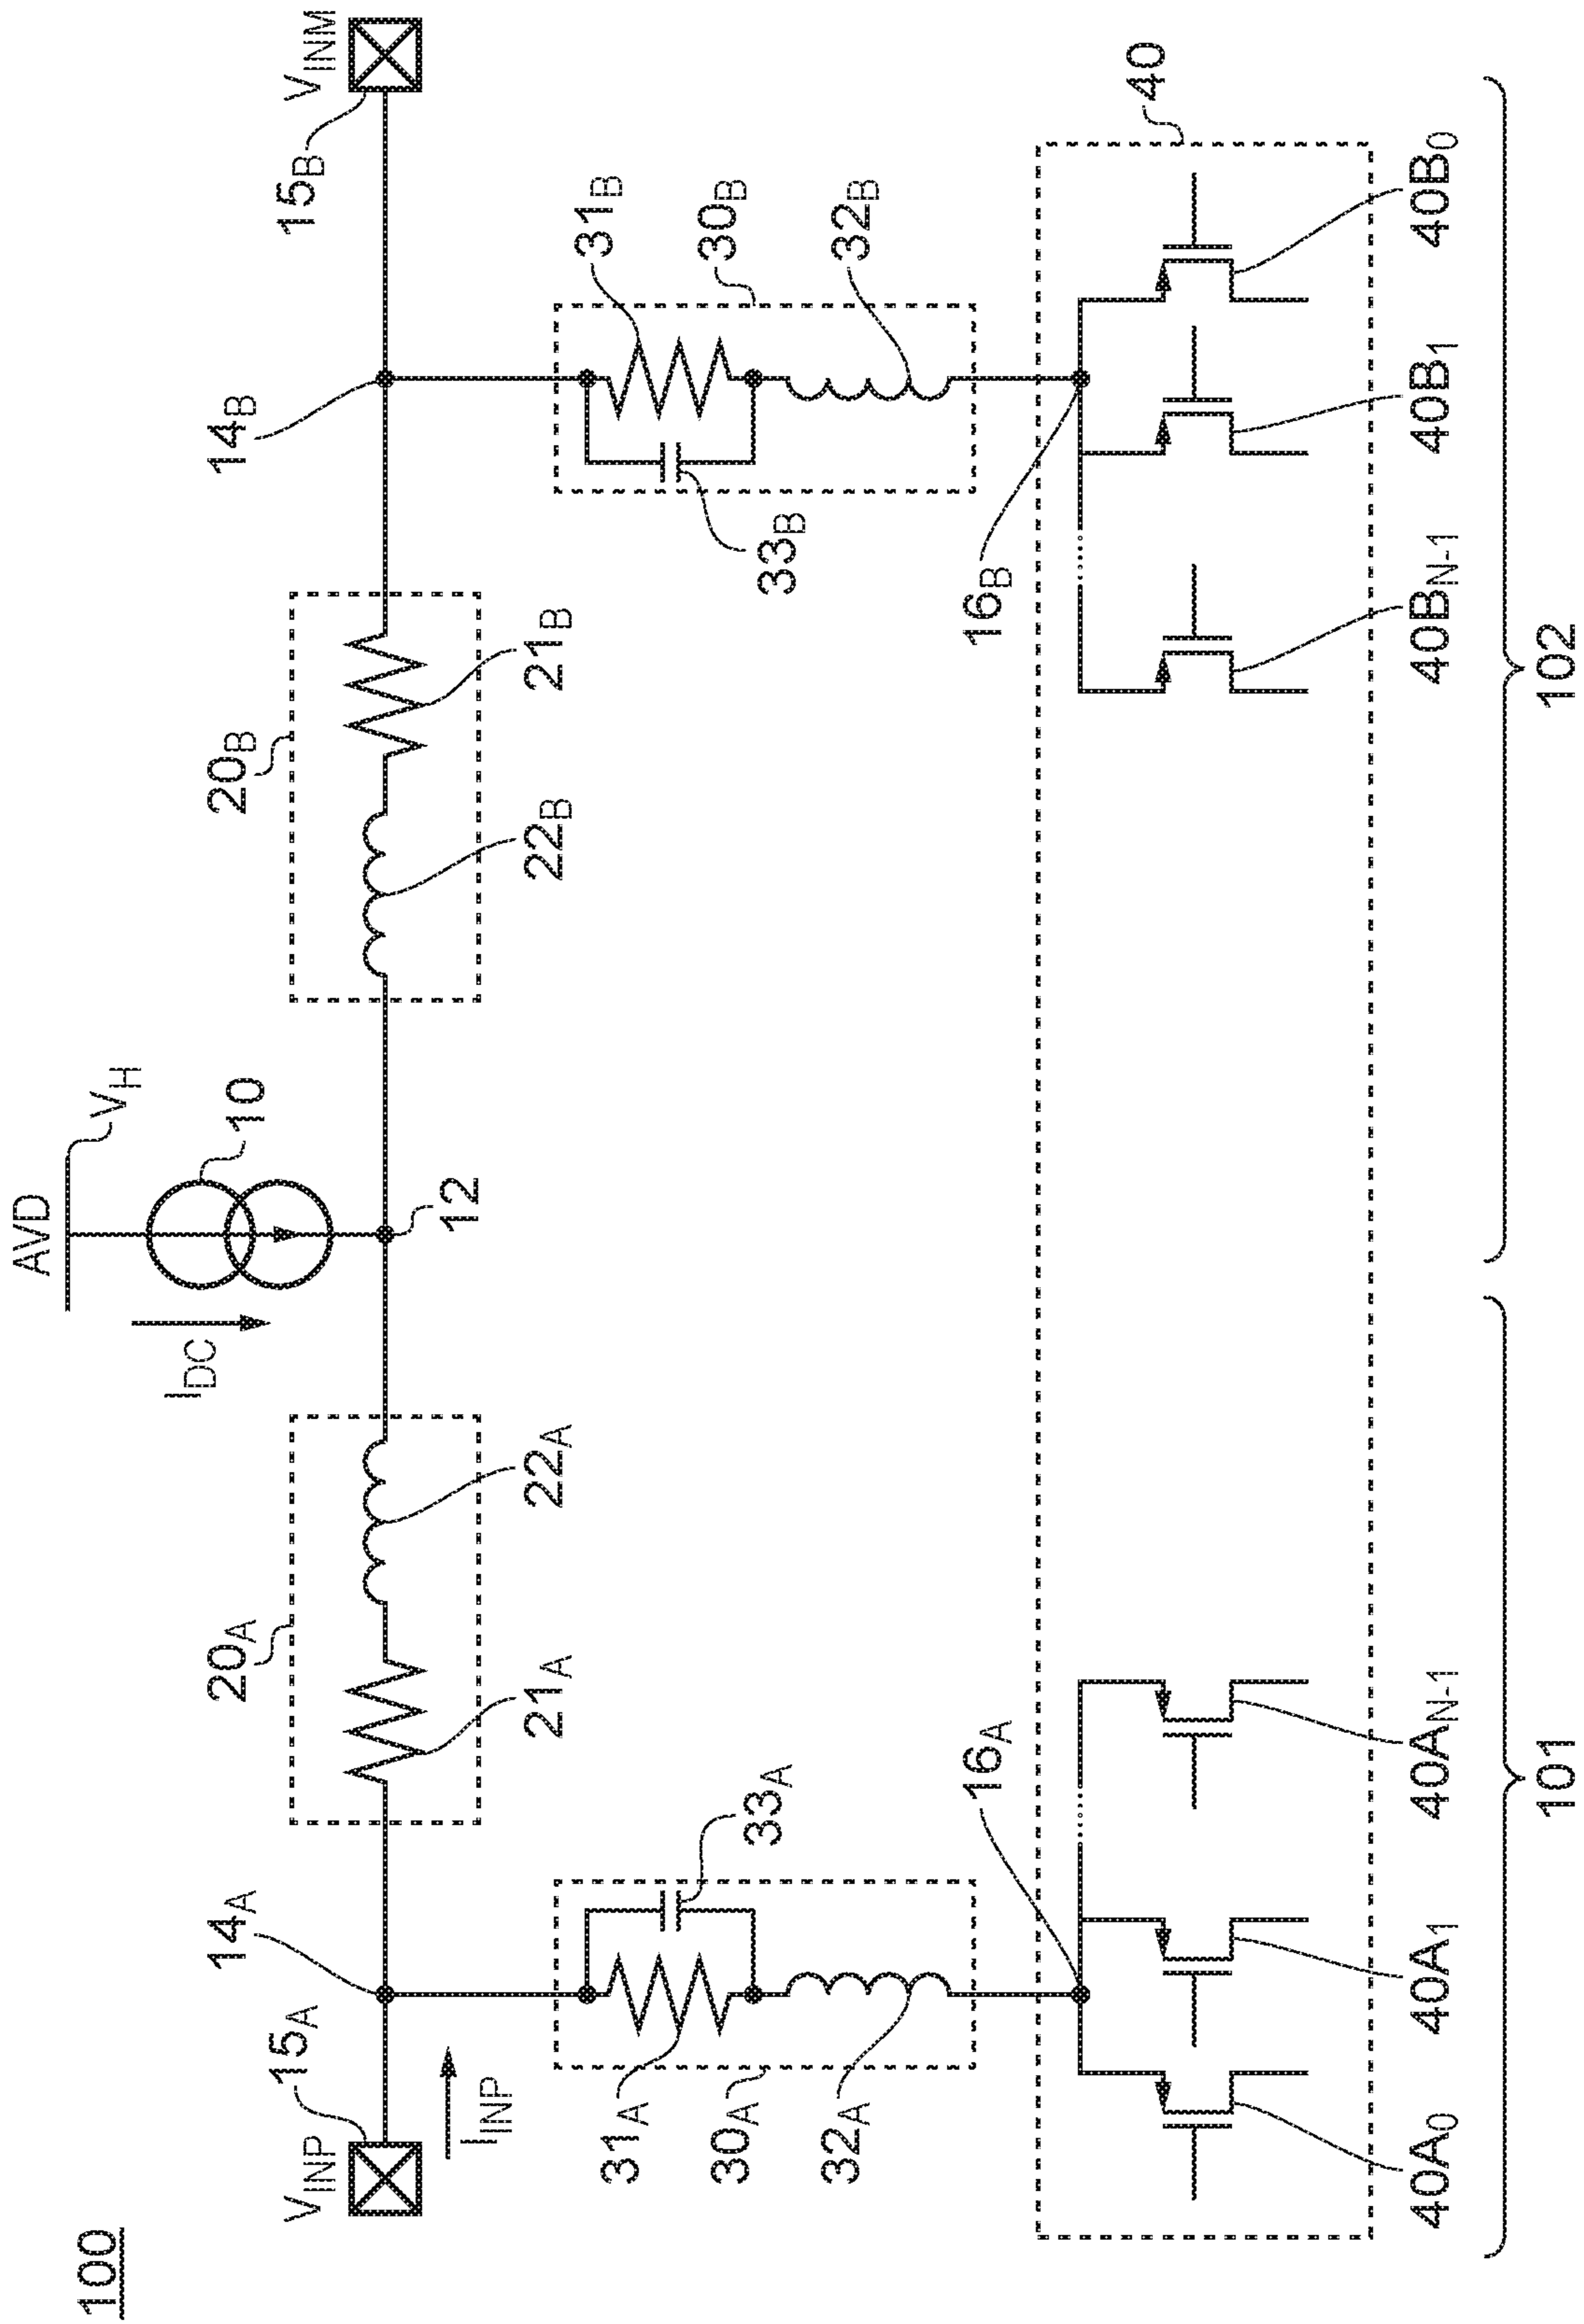 100
AVD
V_H
10
I_DC
12
V_INP
15_A
I_INP
14_A
20_A
21_A
22_A
20_B
22_B
21_B
14_B
15_B
V_INM
31_A
30_A
32_A
33_A
33_B
31_B
30_B
32_B
16_A
16_B
40
40A_0
40A_1
40A_N-1
40B_N-1
40B_1
40B_0
101
102